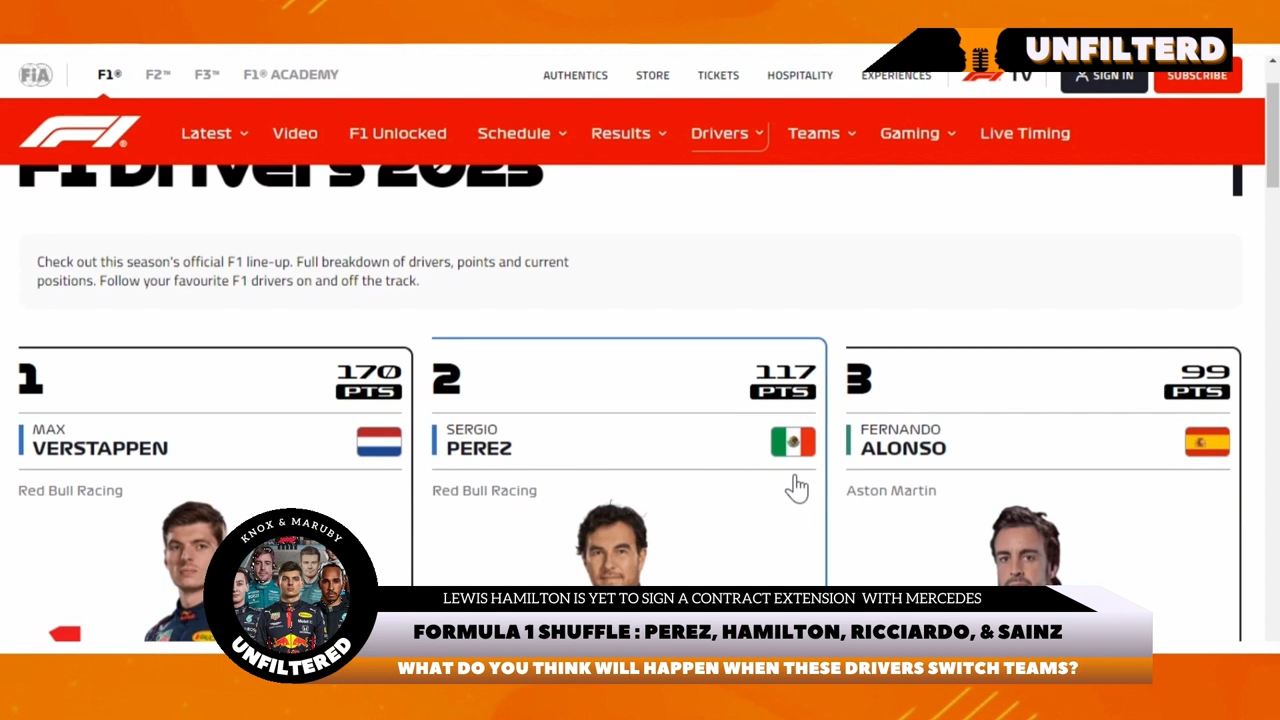 UNFILTERD
FIA
F1® F2™ F3™ F1® ACADEMY
AUTHENTICS STORE TICKETS HOSPITALITY EXPERIENCES
TV
SIGN IN
SUBSCRIBE
Latest Video F1 Unlocked Schedule Results Drivers Teams Gaming Live Timing
F1 Drivers 2023
Check out this season's official F1 line-up. Full breakdown of drivers, points and current
positions. Follow your favourite F1 drivers on and off the track.
1
170
PTS
MAX
VERSTAPPEN
Red Bull Racing
2
117
PTS
SERGIO
PEREZ
Red Bull Racing
3
99
PTS
FERNANDO
ALONSO
Aston Martin
KNOX & MARUBY
UNFILTERED
LEWIS HAMILTON IS YET TO SIGN A CONTRACT EXTENSION WITH MERCEDES
FORMULA 1 SHUFFLE : PEREZ, HAMILTON, RICCIARDO, & SAINZ
WHAT DO YOU THINK WILL HAPPEN WHEN THESE DRIVERS SWITCH TEAMS?